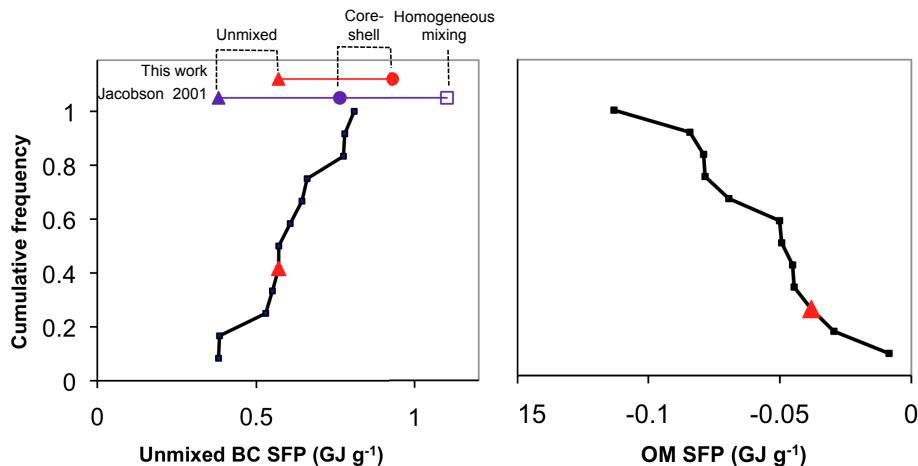 Unmixed
Core-
shell
Homogeneous
mixing
This work
Jacobson 2001
1
0.8
0.6
0.4
0.2
0
Cumulative frequency
0
0.5
1
Unmixed BC SFP (GJ g-1)
15
-0.1
-0.05
0
OM SFP (GJ g-1)